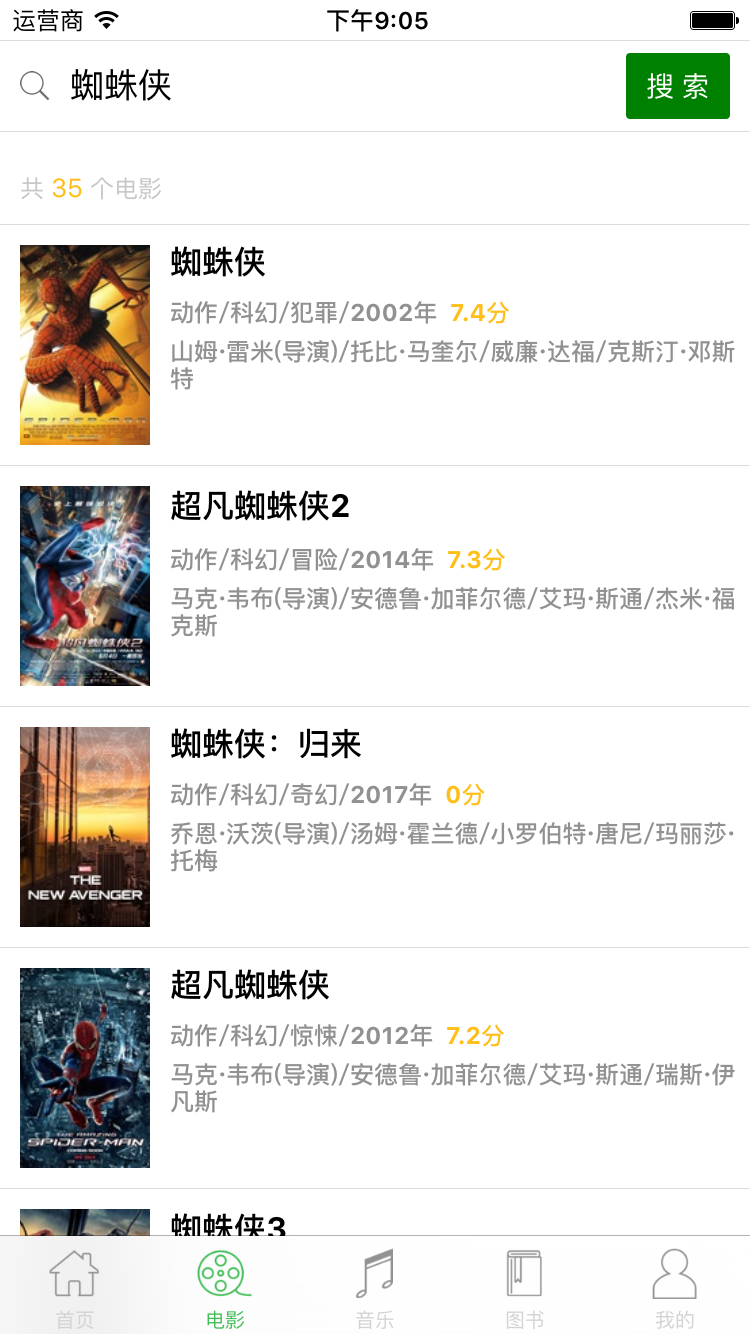 运营商 下午9:05
蜘蛛侠 搜 索
共 35 个电影
蜘蛛侠
动作/科幻/犯罪/2002年 7.4分
山姆·雷米(导演)/托比·马奎尔/威廉·达福/克斯汀·邓斯
特
超凡蜘蛛侠2
动作/科幻/冒险/2014年 7.3分
马克·韦布(导演)/安德鲁·加菲尔德/艾玛·斯通/杰米·福
克斯
超凡蜘蛛侠2
蜘蛛侠：归来
动作/科幻/奇幻/2017年 0分
乔恩·沃茨(导演)/汤姆·霍兰德/小罗伯特·唐尼/玛丽莎·
托梅
THE
NEW AVENGER
超凡蜘蛛侠
动作/科幻/惊悚/2012年 7.2分
马克·韦布(导演)/安德鲁·加菲尔德/艾玛·斯通/瑞斯·伊
凡斯
THE AMAZING
SPIDER-MAN
蜘蛛侠3
首页 电影 音乐 图书 我的